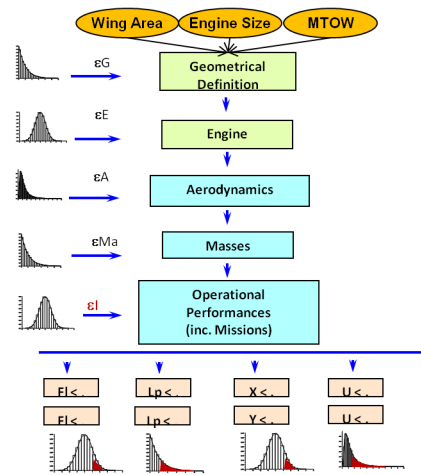 Wing Area
Engine Size
MTOW
εG
Geometrical
Definition
εE
Engine
εA
Aerodynamics
εMa
Masses
εI
Operational
Performances
(inc. Missions)
Fl < .
Lp < .
X < .
U < .
Fl <
Lp <
Y < .
U < .